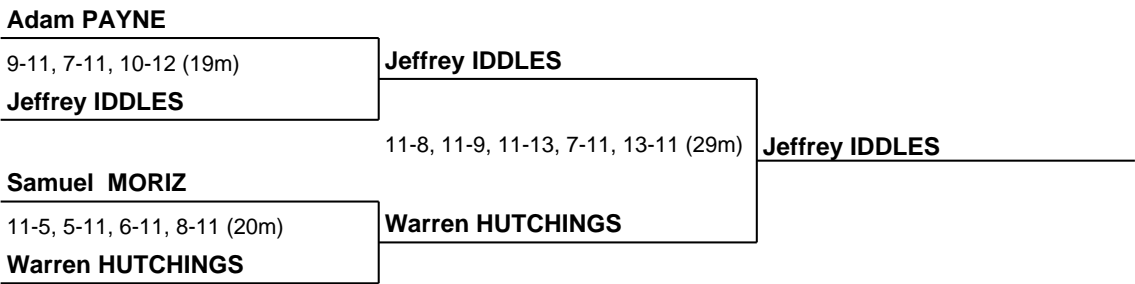 Adam PAYNE
9-11, 7-11, 10-12 (19m)
Jeffrey IDDLES
Jeffrey IDDLES
11-8, 11-9, 11-13, 7-11, 13-11 (29m)
Jeffrey IDDLES
Samuel  MORIZ
11-5, 5-11, 6-11, 8-11 (20m)
Warren HUTCHINGS
Warren HUTCHINGS